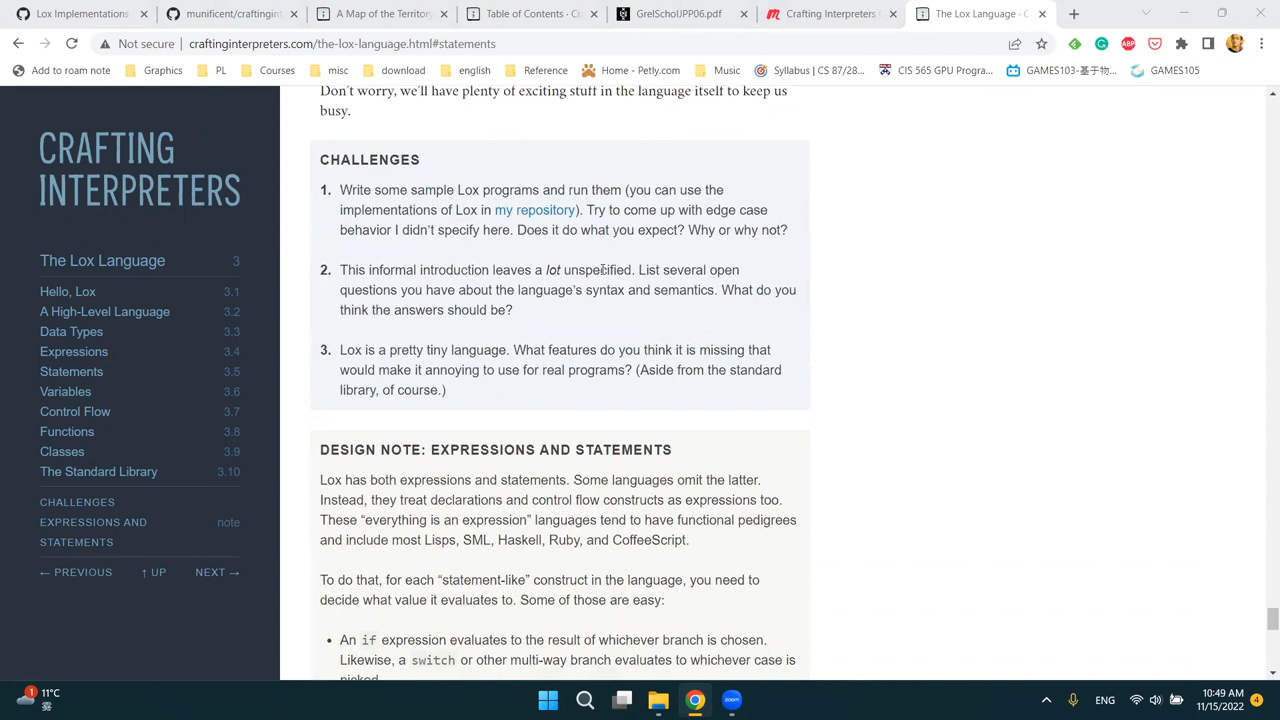 Lox Implementations
munificent/craftinginte
A Map of the Territory
Table of Contents · Cr
GrelSchoUPP06.pdf
Crafting Interpreters
The Lox Language · C
Not secure | craftinginterpreters.com/the-lox-language.html#statements
Add to roam note
Graphics
PL
Courses
misc
download
english
Reference
Home - Petly.com
Music
Syllabus | CS 87/28...
CIS 565 GPU Progra...
GAMES103-基于物...
GAMES105
Don't worry, we'll have plenty of exciting stuff in the language itself to keep us
busy.
CRAFTING
INTERPRETERS
The Lox Language 3
Hello, Lox 3.1
A High-Level Language 3.2
Data Types 3.3
Expressions 3.4
Statements 3.5
Variables 3.6
Control Flow 3.7
Functions 3.8
Classes 3.9
The Standard Library 3.10
CHALLENGES
EXPRESSIONS AND note
STATEMENTS
← PREVIOUS ↑ UP NEXT →
CHALLENGES
1. Write some sample Lox programs and run them (you can use the
implementations of Lox in my repository). Try to come up with edge case
behavior I didn't specify here. Does it do what you expect? Why or why not?
2. This informal introduction leaves a lot unspecified. List several open
questions you have about the language's syntax and semantics. What do you
think the answers should be?
3. Lox is a pretty tiny language. What features do you think it is missing that
would make it annoying to use for real programs? (Aside from the standard
library, of course.)
DESIGN NOTE: EXPRESSIONS AND STATEMENTS
Lox has both expressions and statements. Some languages omit the latter.
Instead, they treat declarations and control flow constructs as expressions too.
These “everything is an expression” languages tend to have functional pedigrees
and include most Lisps, SML, Haskell, Ruby, and CoffeeScript.
To do that, for each “statement-like” construct in the language, you need to
decide what value it evaluates to. Some of those are easy:
• An if expression evaluates to the result of whichever branch is chosen.
Likewise, a switch or other multi-way branch evaluates to whichever case is
picked.
1
11°C
雾
zoom
ENG
10:49 AM
11/15/2022
4